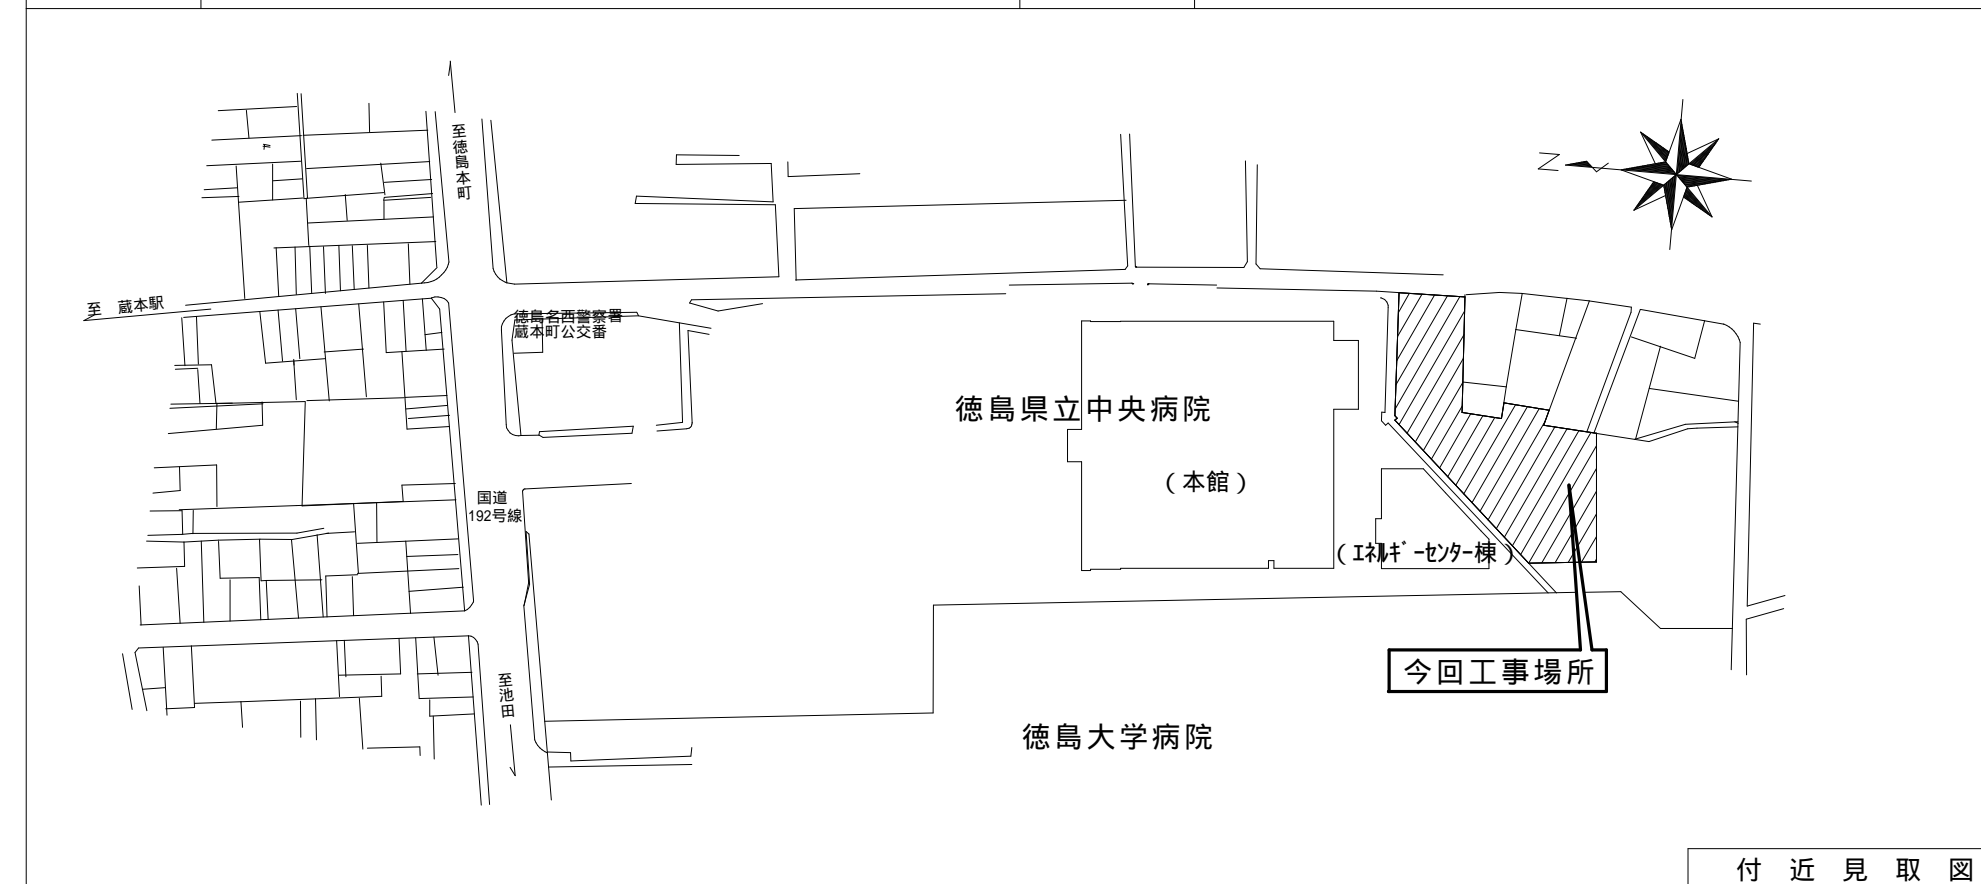 至徳島本町
Z
至 蔵本駅
徳島名西警察署
蔵本町公交番
徳島県立中央病院
(本館)
国道
192号線
(エネルギーセンター棟)
今回工事場所
至池田
徳島大学病院
付近見取図